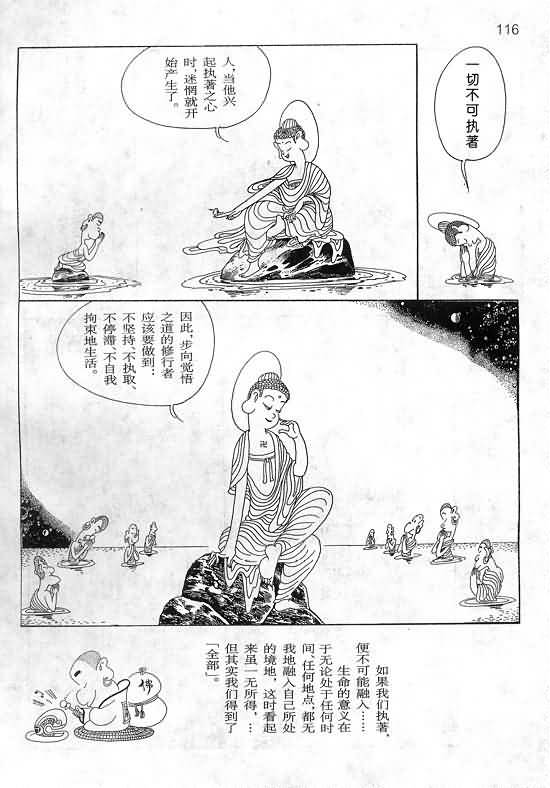 116
一切不可执著
人，当他兴
起执著之心
时，迷惘就开
始产生了。
因此，步向觉悟
之道的修行者
应该要做到：
不坚持、不执取、
不停滞、不自我
拘束地生活。
卍
如果我们执著，
便不可能融入……
生命的意义在
于无论处于任何时
间、任何地点，都无
我地融入自己所处
的境地，这时看起
来虽一无所得，…
但其实我们得到了
「全部」。